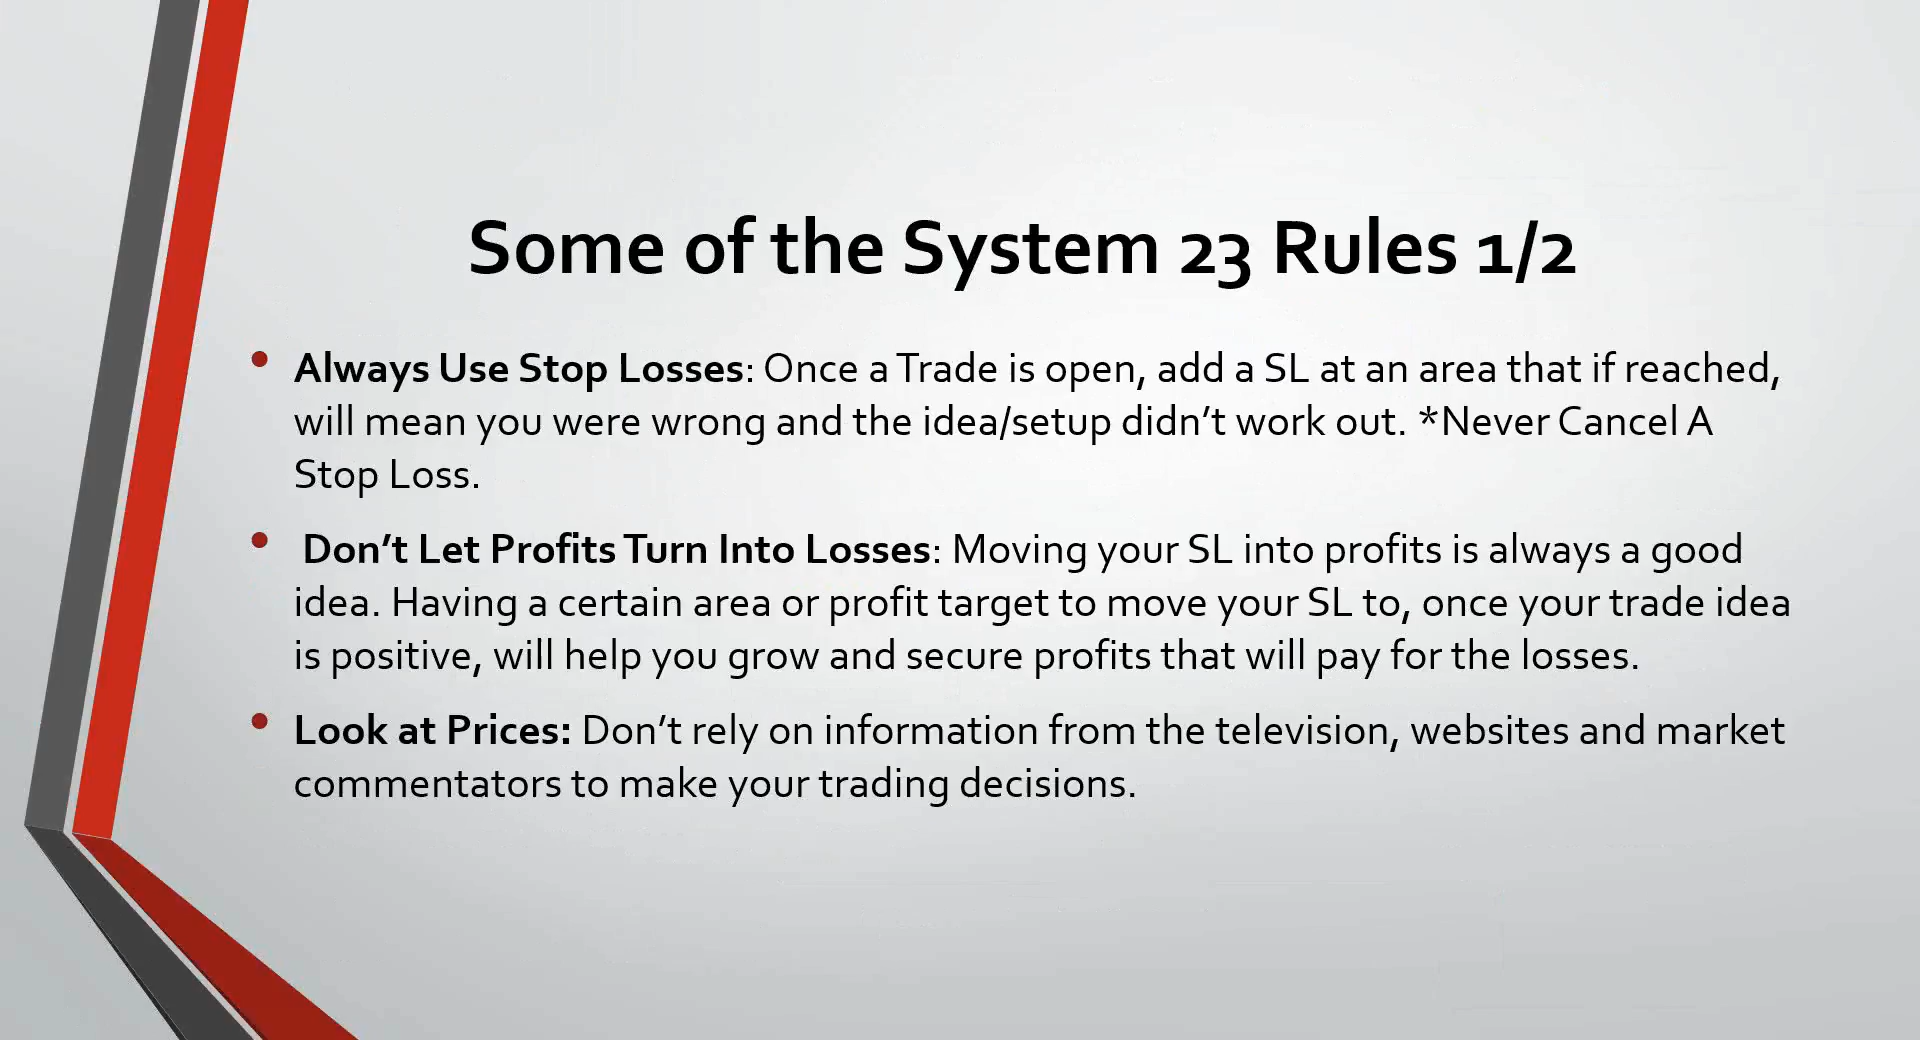 Some of the System 23 Rules 1/2
• Always Use Stop Losses: Once a Trade is open, add a SL at an area that if reached,
will mean you were wrong and the idea/setup didn’t work out. *Never Cancel A
Stop Loss.
• Don’t Let Profits Turn Into Losses: Moving your SL into profits is always a good
idea. Having a certain area or profit target to move your SL to, once your trade idea
is positive, will help you grow and secure profits that will pay for the losses.
• Look at Prices: Don’t rely on information from the television, websites and market
commentators to make your trading decisions.